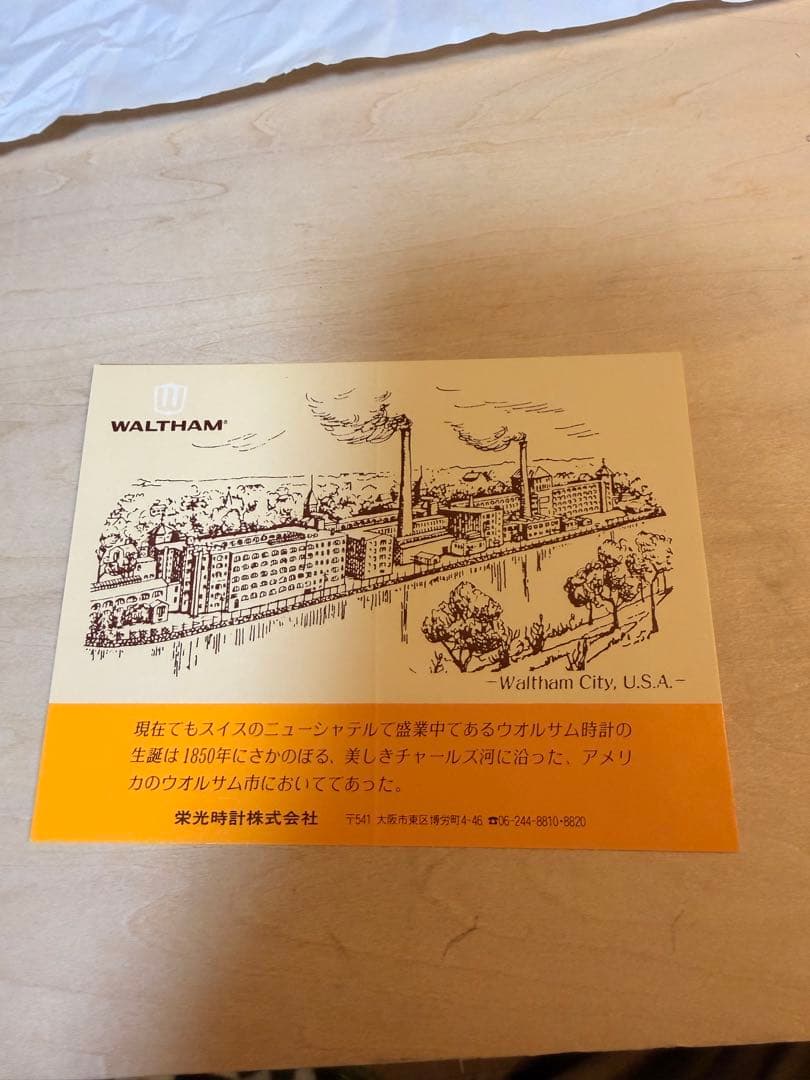 WALTHAM®
-Waltham City, U.S.A.-
現在でもスイスのニューシャテルで盛業中であるウオルサム時計の
生誕は1850年にさかのぼる、美しきチャールズ河に沿った、アメリ
カのウオルサム市においてであった。
栄光時計株式会社 〒541 大阪市東区博労町4-46 ☎06-244-8810・8820